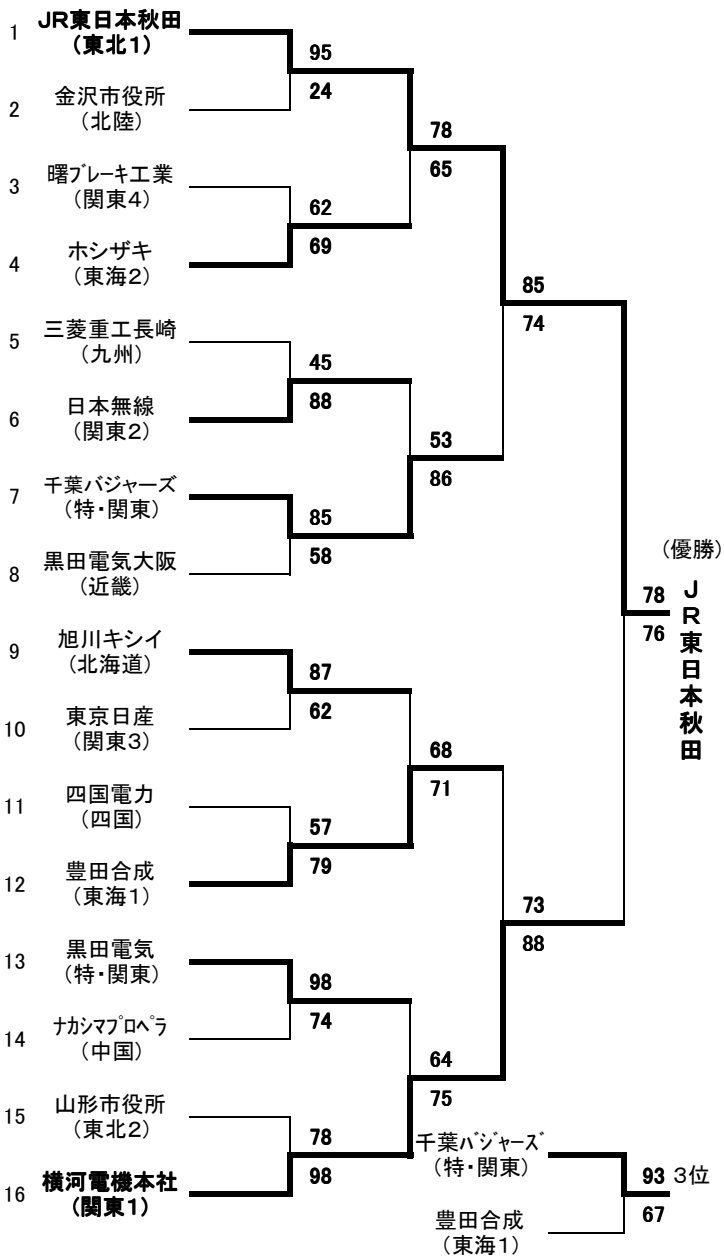 1 JR東日本秋田
(東北1)
95
24
2 金沢市役所
(北陸)
78
65
3 曙ブレーキ工業
(関東4)
62
69
4 ホシザキ
(東海2)
85
74
5 三菱重工長崎
(九州)
45
88
6 日本無線
(関東2)
53
86
7 千葉バジャーズ
(特・関東)
85
58
8 黒田電気大阪
(近畿)
(優勝)
JR東日本秋田
78
76
9 旭川キシイ
(北海道)
87
62
10 東京日産
(関東3)
68
71
11 四国電力
(四国)
57
79
12 豊田合成
(東海1)
73
88
13 黒田電気
(特・関東)
98
74
14 ナカシマプロペラ
(中国)
64
75
15 山形市役所
(東北2)
78
98
16 横河電機本社
(関東1)
千葉バジャーズ
(特・関東)
93 3位
67
豊田合成
(東海1)